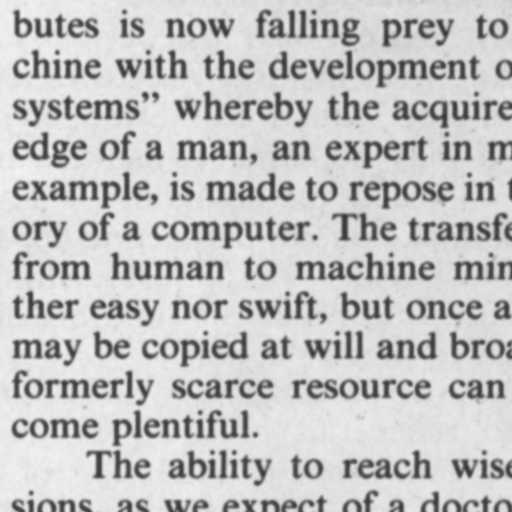 butes is now falling prey to
chine with the development o
systems” whereby the acquire
edge of a man, an expert in m
example, is made to repose in t
ory of a computer. The transfe
from human to machine min
ther easy nor swift, but once a
may be copied at will and broa
formerly scarce resource can
come plentiful.
The ability to reach wise
sions, as we expect of a docto